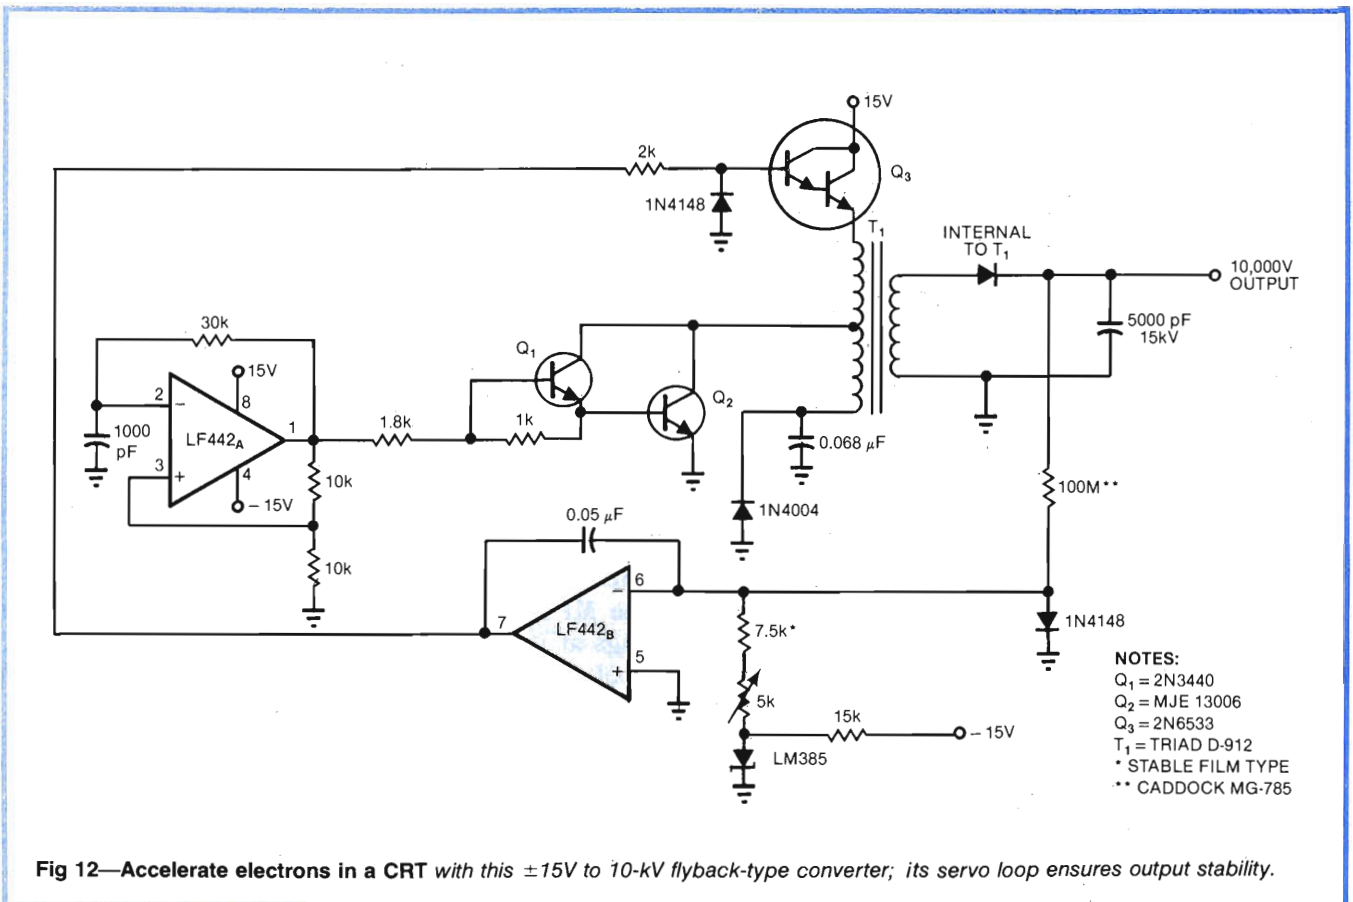 15V
2k
Q3
1N4148
T1
INTERNAL
TO T1
10,000V
OUTPUT
5000 pF
15kV
30k
15V
Q1
2
−
8
Q2
1000
pF
LF442A
1
1.8k
1k
0.068 µF
3
+
4
10k
100M**
− 15V
1N4004
0.05 µF
10k
6
−
7
LF442B
7.5k*
1N4148
5
+
5k
15k
− 15V
LM385
NOTES:
Q1 = 2N3440
Q2 = MJE 13006
Q3 = 2N6533
T1 = TRIAD D-912
* STABLE FILM TYPE
** CADDOCK MG-785
Fig 12—Accelerate electrons in a CRT with this ±15V to 10-kV flyback-type converter; its servo loop ensures output stability.